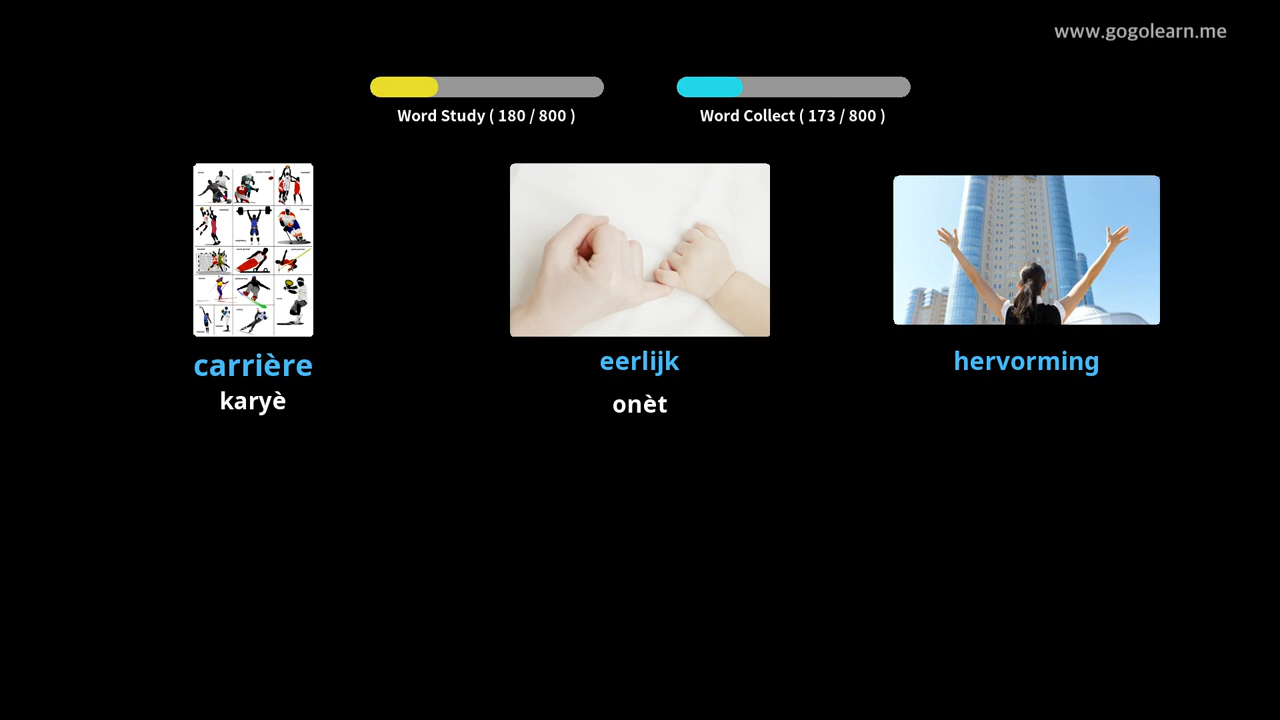 www.gogolearn.me
Word Study ( 180 / 800 )
Word Collect ( 173 / 800 )
carrière
karyè
eerlijk
onèt
hervorming